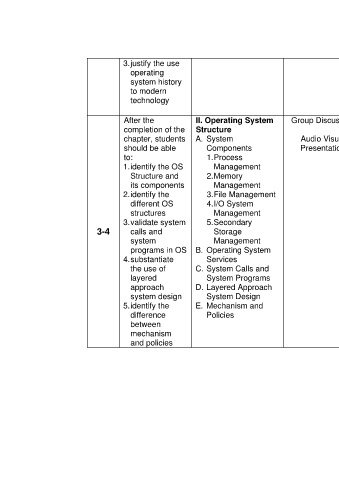 3.justify the use
operating
system history
to modern
technology
3-4
After the
completion of the
chapter, students
should be able
to:
1.identify the OS
Structure and
its components
2.identify the
different OS
structures
3.validate system
calls and
system
programs in OS
4.substantiate
the use of
layered
approach
system design
5.identify the
difference
between
mechanism
and policies
II. Operating System
Structure
A. System
Components
1.Process
Management
2.Memory
Management
3.File Management
4.I/O System
Management
5.Secondary
Storage
Management
B. Operating System
Services
C. System Calls and
System Programs
D. Layered Approach
System Design
E. Mechanism and
Policies
Group Discus
Audio Visu
Presentatio